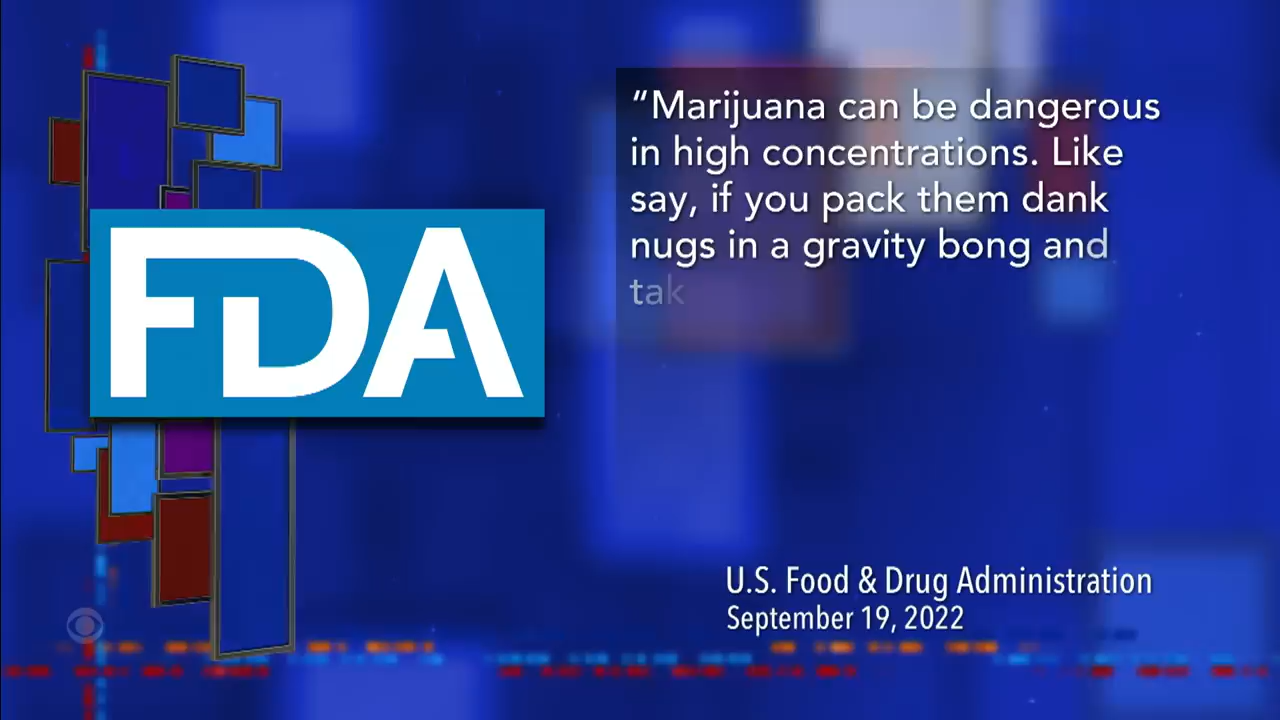 FDA
“Marijuana can be dangerous
in high concentrations. Like
say, if you pack them dank
nugs in a gravity bong and
tak
U.S. Food & Drug Administration
September 19, 2022